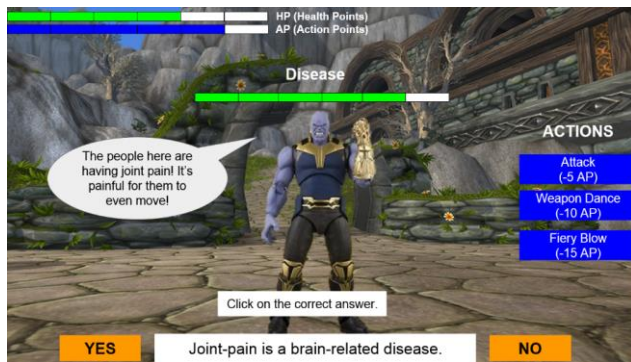 HP (Health Points)
AP (Action Points)
Disease
The people here are
having joint pain! It's
painful for them to
even move!
ACTIONS
Attack
(-5 AP)
Weapon Dance
(-10 AP)
Fiery Blow
(-15 AP)
Click on the correct answer.
YES
Joint-pain is a brain-related disease.
NO